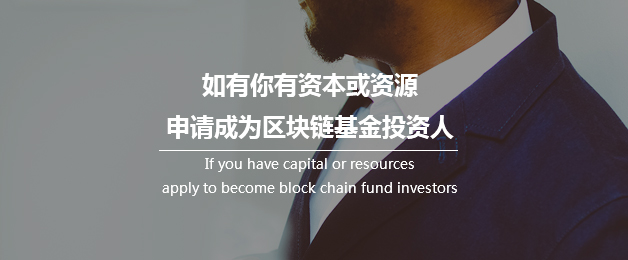 如有你有资本或资源
申请成为区块链基金投资人
If you have capital or resources
apply to become block chain fund investors